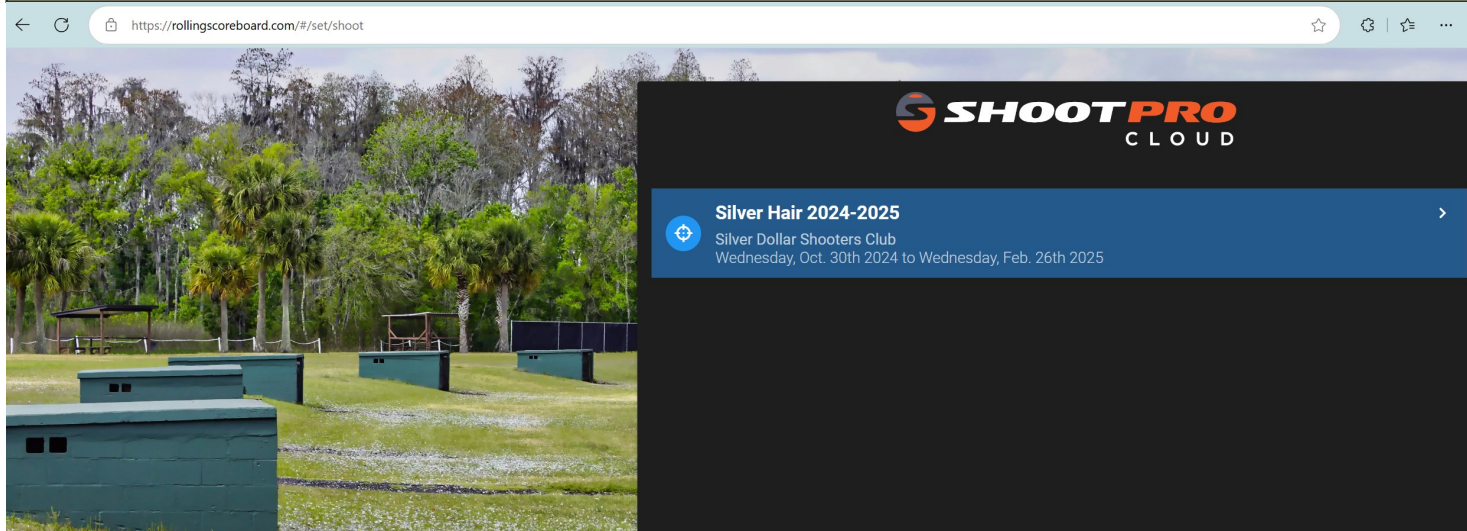 https://rollingscoreboard.com/#/set/shoot
SHOOTPRO
CLOUD
Silver Hair 2024-2025
Silver Dollar Shooters Club
Wednesday, Oct. 30th 2024 to Wednesday, Feb. 26th 2025